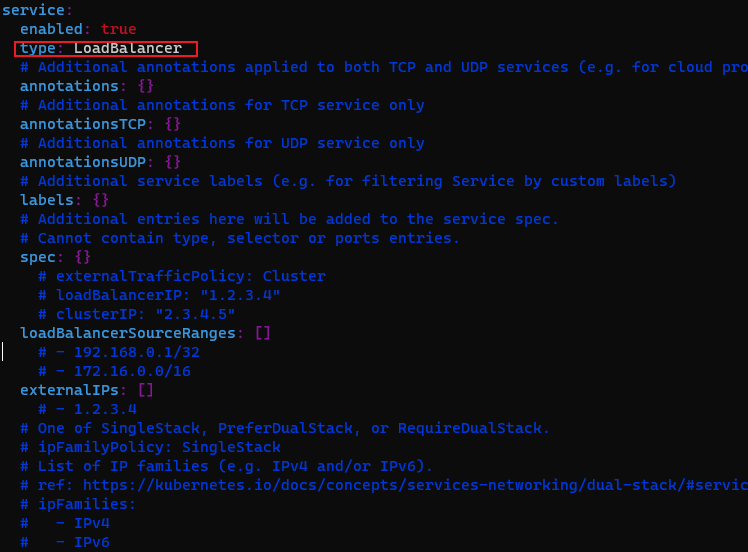 service:
  enabled: true
  type: LoadBalancer
  # Additional annotations applied to both TCP and UDP services (e.g. for cloud pro
  annotations: {}
  # Additional annotations for TCP service only
  annotationsTCP: {}
  # Additional annotations for UDP service only
  annotationsUDP: {}
  # Additional service labels (e.g. for filtering Service by custom labels)
  labels: {}
  # Additional entries here will be added to the service spec.
  # Cannot contain type, selector or ports entries.
  spec: {}
    # externalTrafficPolicy: Cluster
    # loadBalancerIP: "1.2.3.4"
    # clusterIP: "2.3.4.5"
  loadBalancerSourceRanges: []
    # - 192.168.0.1/32
    # - 172.16.0.0/16
  externalIPs: []
    # - 1.2.3.4
  # One of SingleStack, PreferDualStack, or RequireDualStack.
  # ipFamilyPolicy: SingleStack
  # List of IP families (e.g. IPv4 and/or IPv6).
  # ref: https://kubernetes.io/docs/concepts/services-networking/dual-stack/#servic
  # ipFamilies:
  #   - IPv4
  #   - IPv6